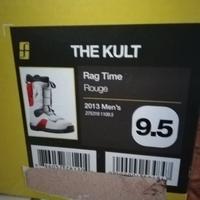 THE KULT
Rag Time
Rouge
2013 Men's
9.5